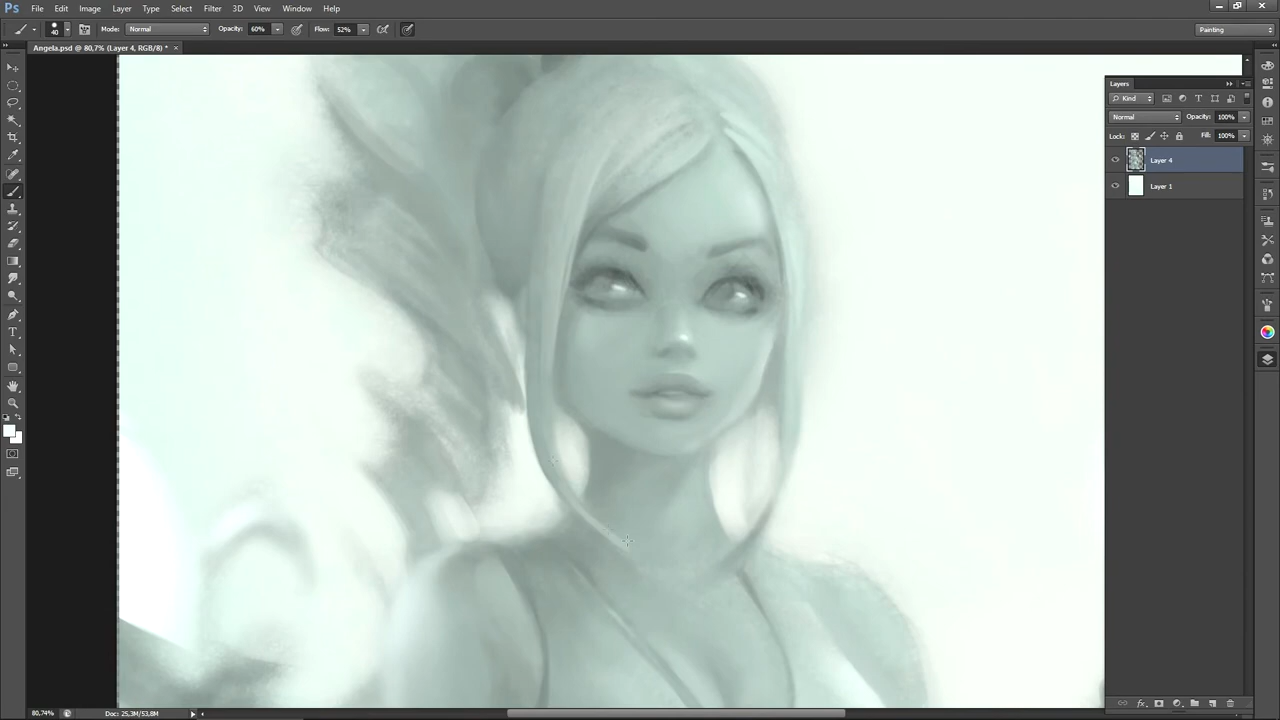 Ps File Edit Image Layer Type Select Filter 3D View Window Help
40 Mode: Normal Opacity: 60% Flow: 52% Painting
Angela.psd @ 80,7% (Layer 4, RGB/8) * ×
Layers
Kind T
Normal Opacity: 100%
Lock: Fill: 100%
Layer 4
Layer 1
T
fx
80,74% Doc: 25,3M/53,8M